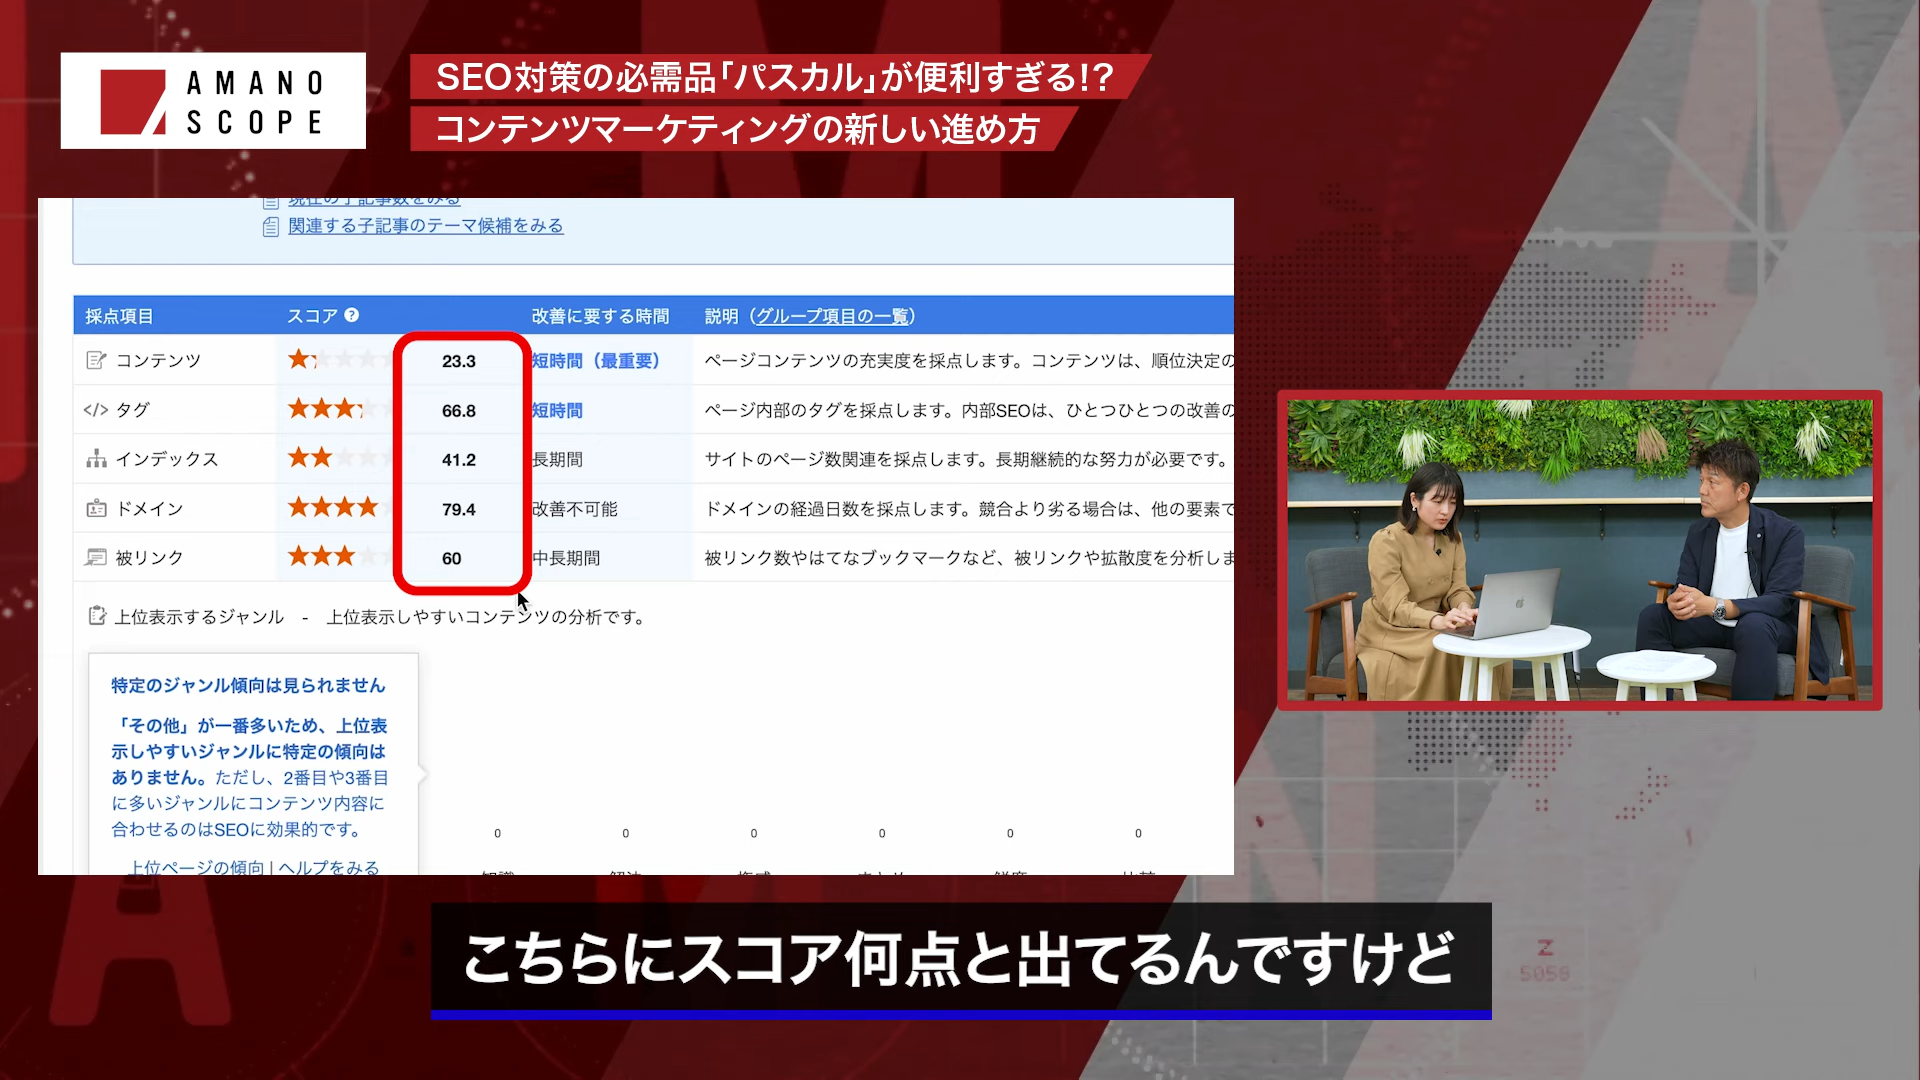 AMANO
SCOPE
SEO対策の必需品「パスカル」が便利すぎる!?
コンテンツマーケティングの新しい進め方
現在の子記事数をみる
関連する子記事のテーマ候補をみる
採点項目 スコア ? 改善に要する時間 説明（グループ項目の一覧）
コンテンツ 23.3 短時間（最重要） ページコンテンツの充実度を採点します。コンテンツは、順位決定の
</> タグ 66.8 短時間 ページ内部のタグを採点します。内部SEOは、ひとつひとつの改善の
インデックス 41.2 長期間 サイトのページ数関連を採点します。長期継続的な努力が必要です。
ドメイン 79.4 改善不可能 ドメインの経過日数を採点します。競合より劣る場合は、他の要素で
被リンク 60 中長期間 被リンク数やはてなブックマークなど、被リンクや拡散度を分析しま
上位表示するジャンル - 上位表示しやすいコンテンツの分析です。
特定のジャンル傾向は見られません
「その他」が一番多いため、上位表
示しやすいジャンルに特定の傾向は
ありません。ただし、2番目や3番目
に多いジャンルにコンテンツ内容に
合わせるのはSEOに効果的です。
上位ページの傾向 | ヘルプをみる
0 0 0 0 0 0
こちらにスコア何点と出てるんですけど
Z
5058